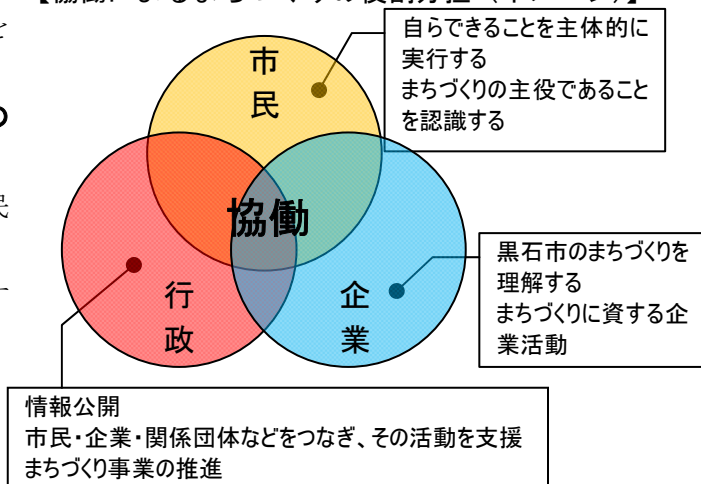 自らできることを主体的に
実行する
まちづくりの主役であること
を認識する
市
民
協働
黒石市のまちづくりを
理解する
まちづくりに資する企
業活動
行
政
企
業
情報公開
市民・企業・関係団体などをつなぎ、その活動を支援
まちづくり事業の推進